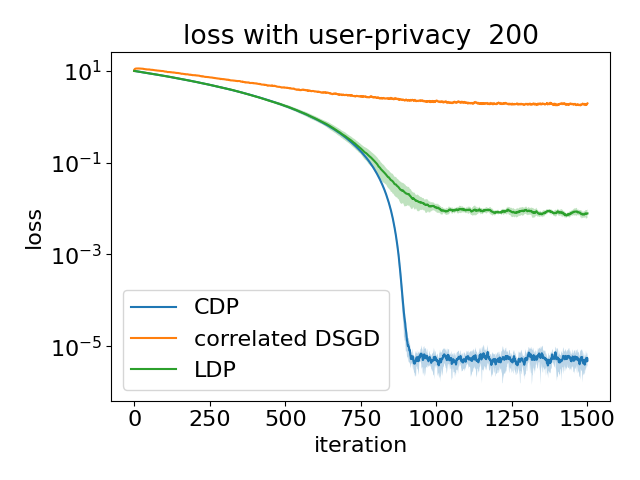 loss with user-privacy  200
loss
10^1
10^-1
10^-3
10^-5
CDP
correlated DSGD
LDP
0 250 500 750 1000 1250 1500
iteration